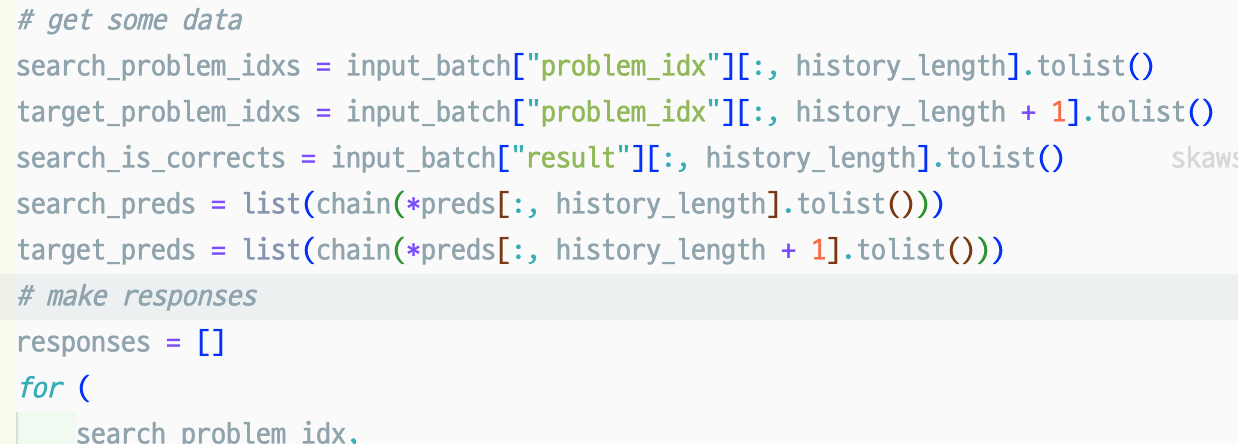 # get some data
search_problem_idxs = input_batch["problem_idx"][:, history_length].tolist()
target_problem_idxs = input_batch["problem_idx"][:, history_length + 1].tolist()
search_is_corrects = input_batch["result"][:, history_length].tolist() skaws
search_preds = list(chain(*preds[:, history_length].tolist()))
target_preds = list(chain(*preds[:, history_length + 1].tolist()))
# make responses
responses = []
for (
search_problem_idx,